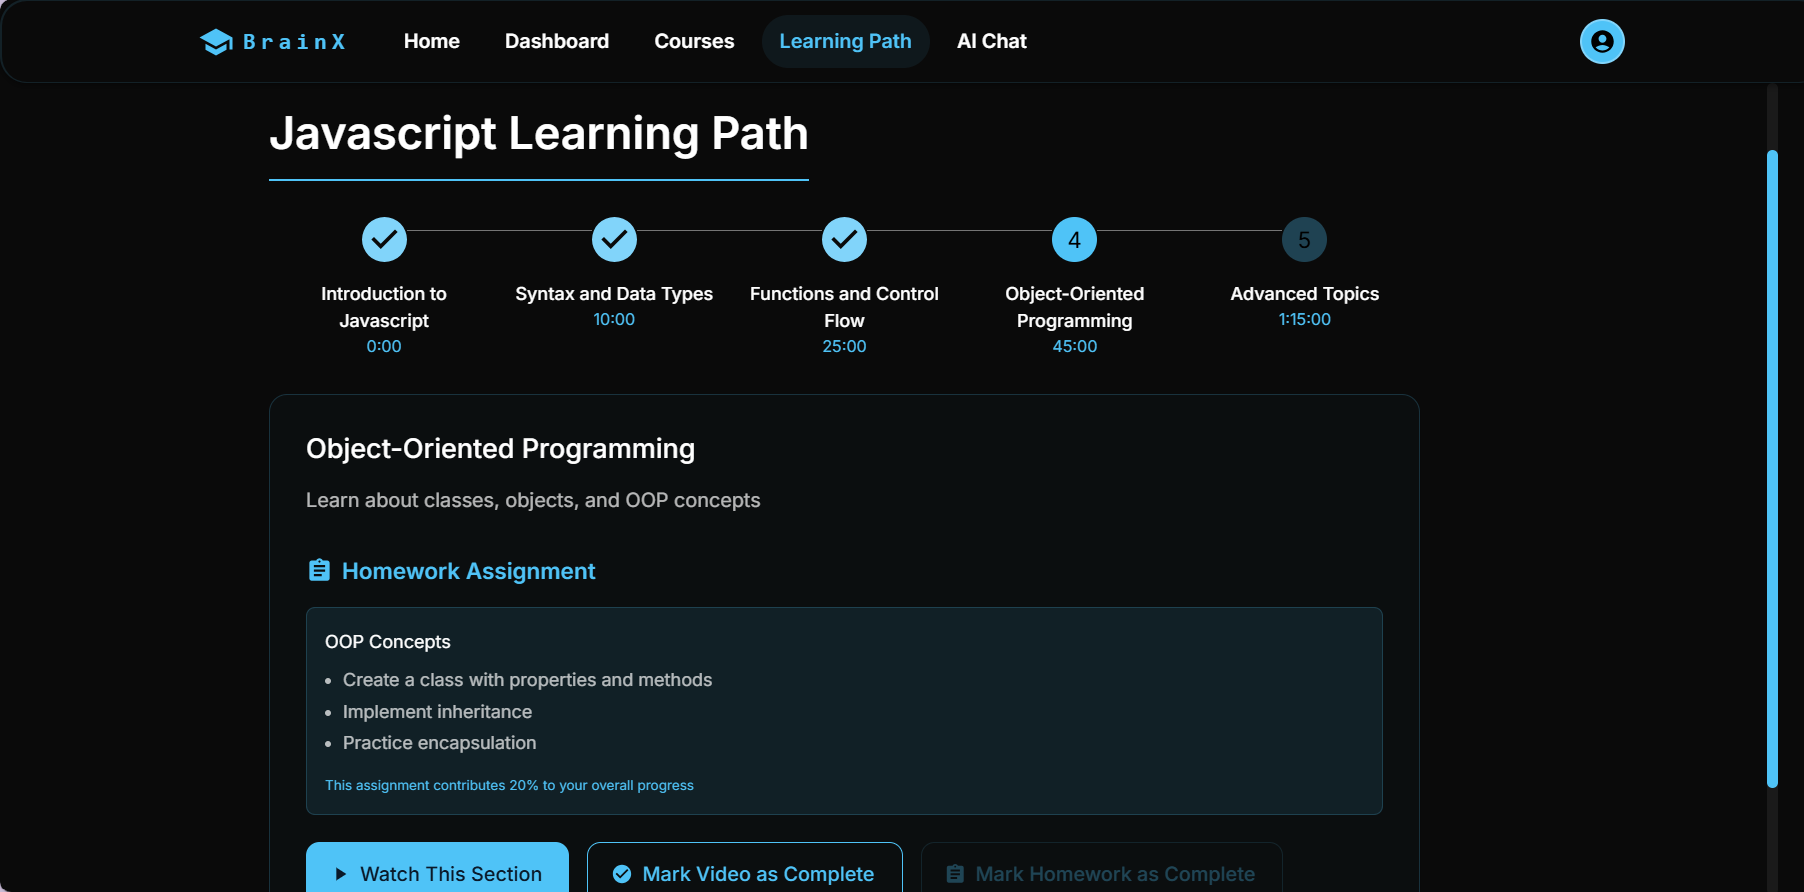 BrainX Home Dashboard Courses Learning Path AI Chat
Javascript Learning Path
4
5
Introduction to
Javascript
0:00
Syntax and Data Types
10:00
Functions and Control
Flow
25:00
Object-Oriented
Programming
45:00
Advanced Topics
1:15:00
Object-Oriented Programming
Learn about classes, objects, and OOP concepts
Homework Assignment
OOP Concepts
• Create a class with properties and methods
• Implement inheritance
• Practice encapsulation
This assignment contributes 20% to your overall progress
Watch This Section
Mark Video as Complete
Mark Homework as Complete